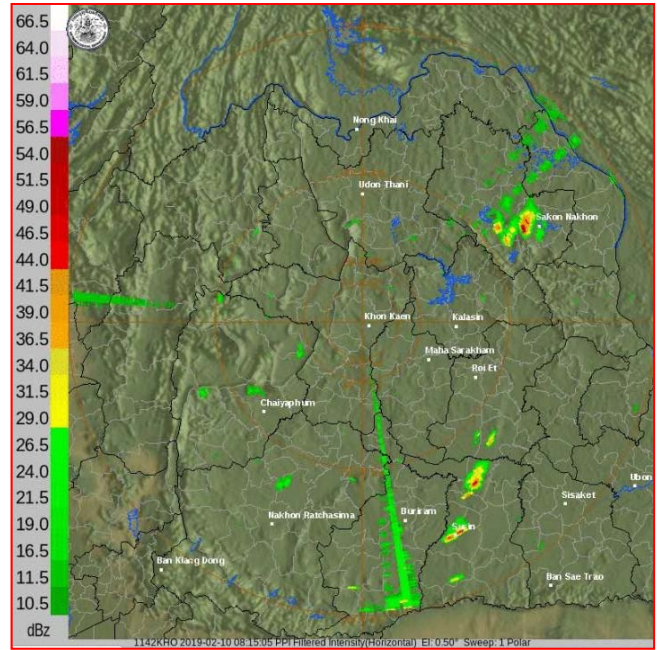 66.5
64.0
61.5
59.0
56.5
54.0
51.5
49.0
46.5
44.0
41.5
39.0
36.5
34.0
31.5
29.0
26.5
24.0
21.5
19.0
16.5
11.5
10.5
dBz
Nong Khai
Udon Thani
Sakon Nakhon
Khon Kaen
Kalasin
Maha Sarakham
Roi Et
Chaiyaphum
Ubon
Sisaket
Nakhon Ratchasima
Buriram
Surin
Ban Klang Dong
Ban Sae Trao
1142KHO 2019-02-10 08:15:05 PPI Filtered Intensity(Horizontal) El: 0.50° Sweep: 1 Polar